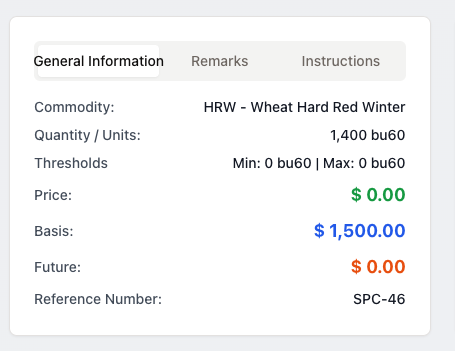 General Information Remarks Instructions
Commodity: HRW - Wheat Hard Red Winter
Quantity / Units: 1,400 bu60
Thresholds Min: 0 bu60 | Max: 0 bu60
Price: $ 0.00
Basis: $ 1,500.00
Future: $ 0.00
Reference Number: SPC-46